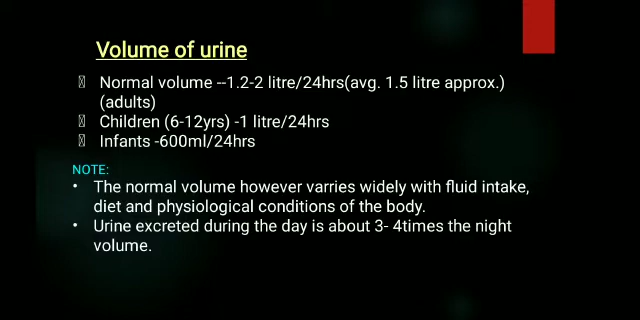 Volume of urine
Normal volume --1.2-2 litre/24hrs(avg. 1.5 litre approx.)
(adults)
Children (6-12yrs) -1 litre/24hrs
Infants -600ml/24hrs
NOTE:
• The normal volume however varries widely with fluid intake,
diet and physiological conditions of the body.
• Urine excreted during the day is about 3- 4times the night
volume.